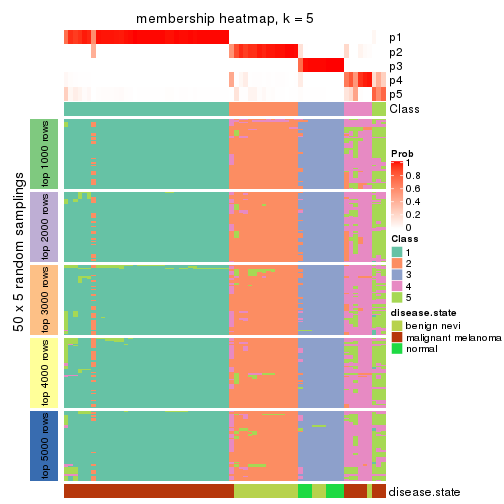 membership heatmap, k = 5
p1
p2
p3
p4
p5
Class
50 x 5 random samplings
top 1000 rows
top 2000 rows
top 3000 rows
top 4000 rows
top 5000 rows
disease.state
Prob
1
0.8
0.6
0.4
0.2
0
Class
1
2
3
4
5
disease.state
benign nevi
malignant melanoma
normal